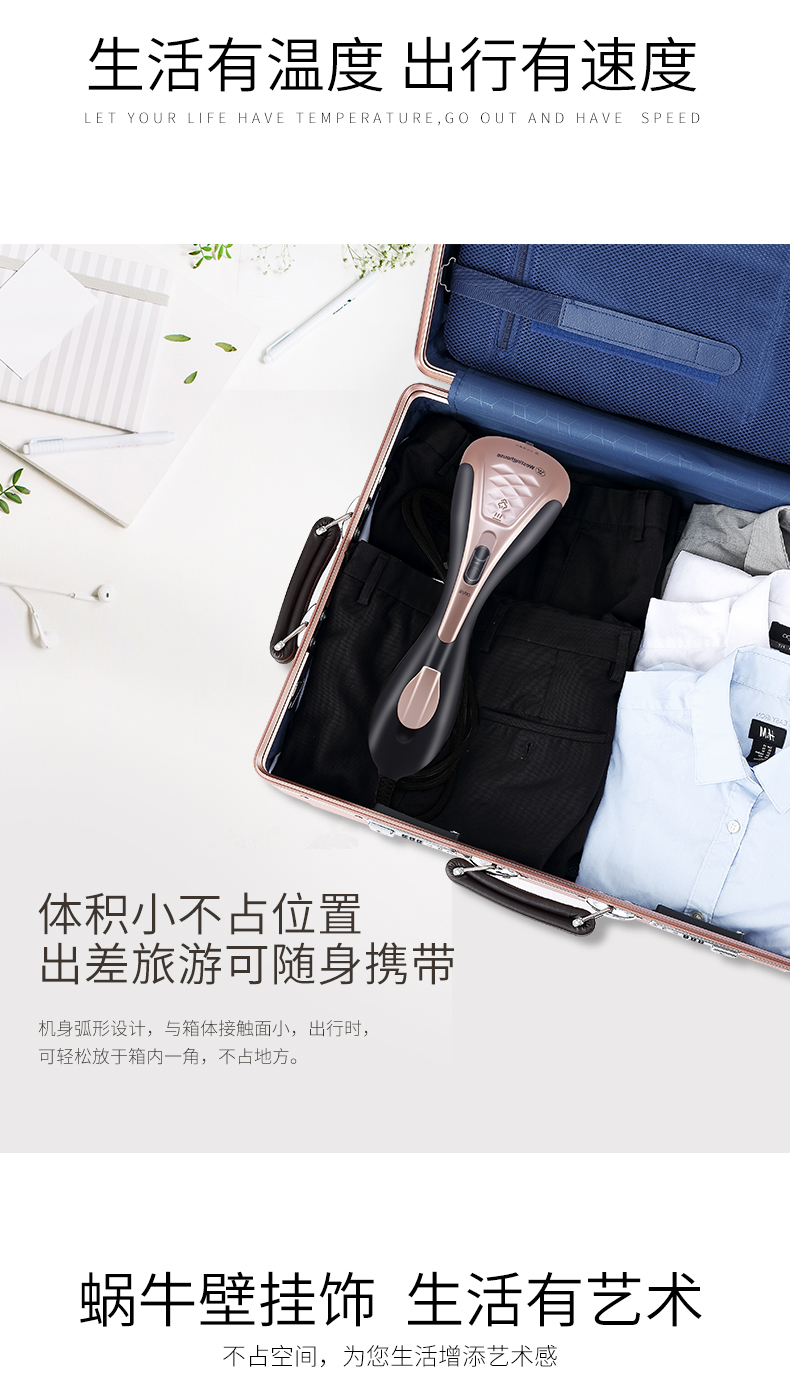 生活有温度 出行有速度
LET YOUR LIFE HAVE TEMPERATURE,GO OUT AND HAVE SPEED
体积小不占位置
出差旅游可随身携带
机身弧形设计，与箱体接触面小，出行时，
可轻松放于箱内一角，不占地方。
蜗牛壁挂饰 生活有艺术
不占空间，为您生活增添艺术感